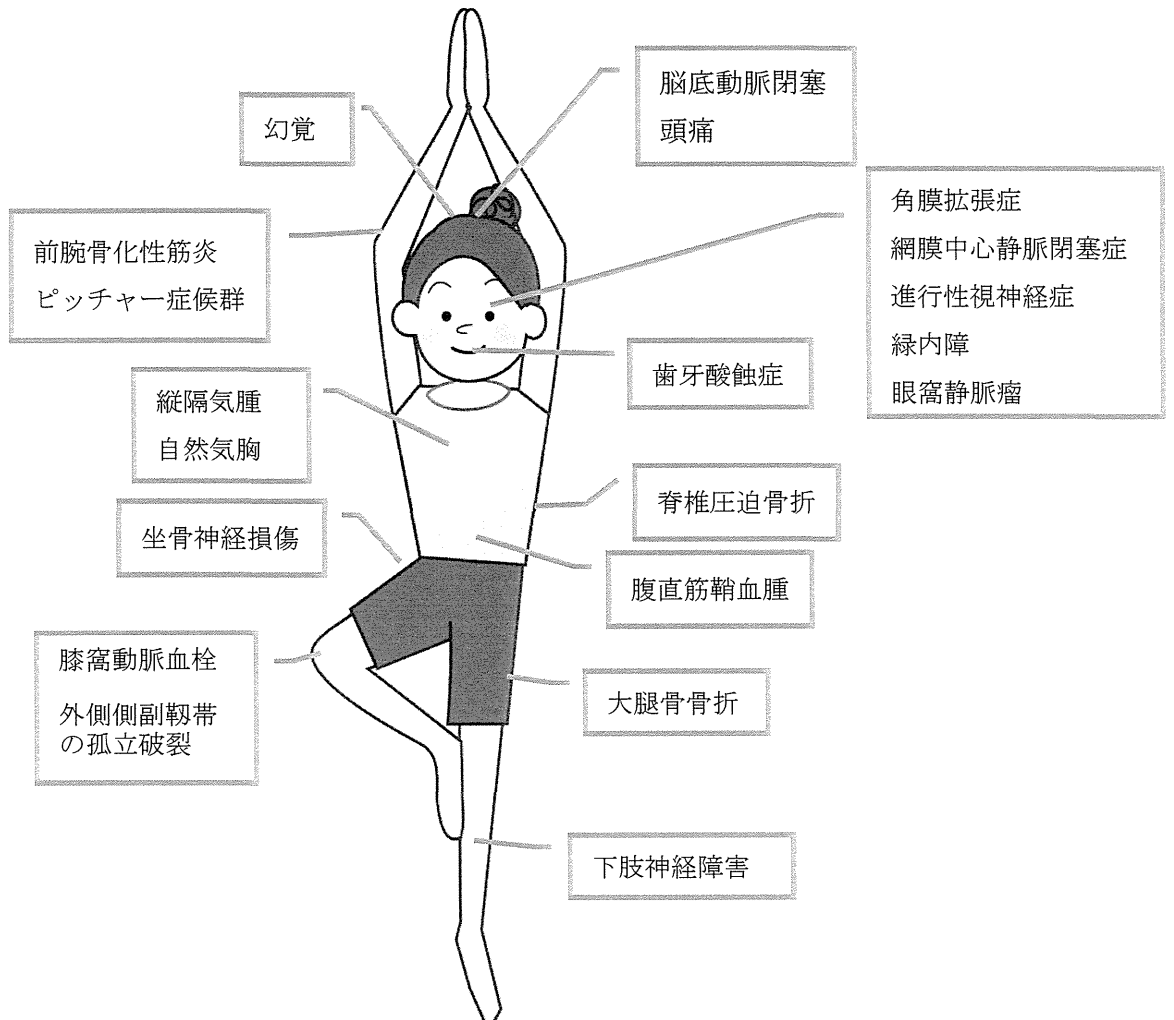 幻覚
脳底動脈閉塞
頭痛
前腕骨化性筋炎
ピッチャー症候群
角膜拡張症
網膜中心静脈閉塞症
進行性視神経症
緑内障
眼窩静脈瘤
歯牙酸蝕症
縦隔気腫
自然気胸
脊椎圧迫骨折
坐骨神経損傷
腹直筋鞘血腫
膝窩動脈血栓
外側側副靱帯
の孤立破裂
大腿骨骨折
下肢神経障害